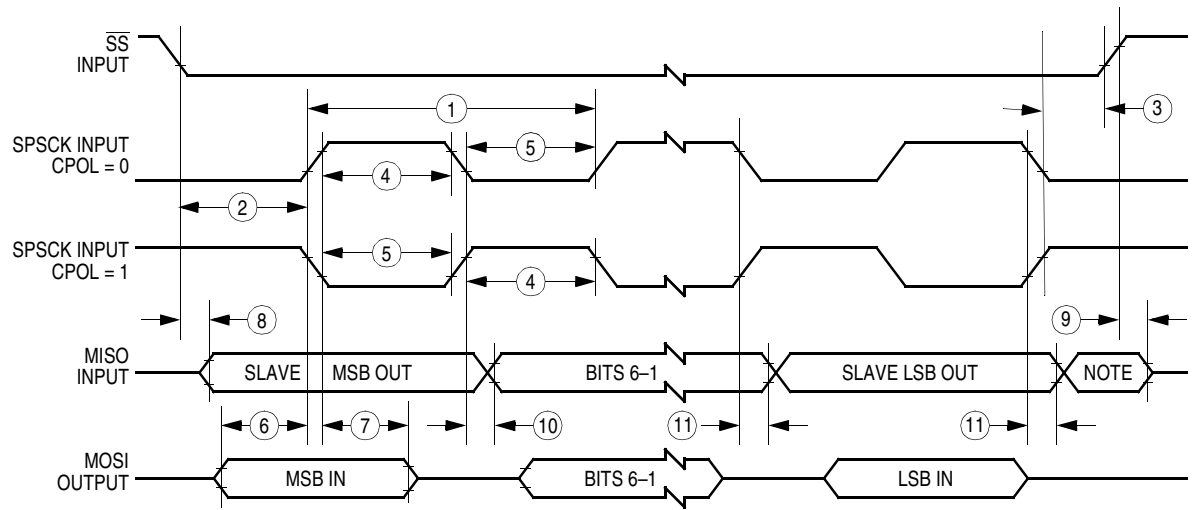 SS
INPUT
1
3
SPSCK INPUT
CPOL = 0
5
4
2
SPSCK INPUT
CPOL = 1
5
4
8
9
MISO
INPUT
SLAVE MSB OUT
BITS 6–1
SLAVE LSB OUT
NOTE
6
7
10
11
11
MOSI
OUTPUT
MSB IN
BITS 6–1
LSB IN